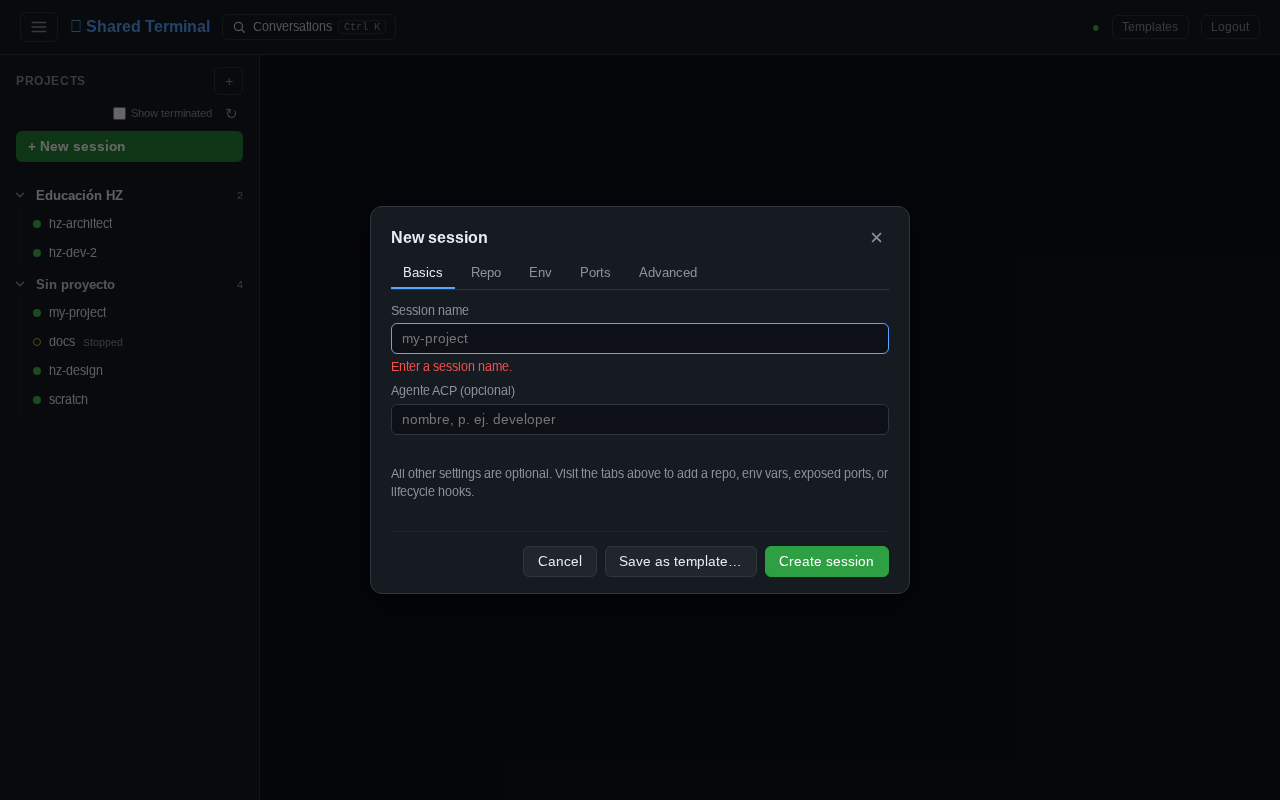 Shared Terminal
Conversations Ctrl K
Templates
Logout
PROJECTS
+
Show terminated ↻
+ New session
Educación HZ 2
hz-architect
hz-dev-2
Sin proyecto 4
my-project
docs Stopped
hz-design
scratch
New session
Basics Repo Env Ports Advanced
Session name
my-project
Enter a session name.
Agente ACP (opcional)
nombre, p. ej. developer
All other settings are optional. Visit the tabs above to add a repo, env vars, exposed ports, or
lifecycle hooks.
Cancel Save as template… Create session